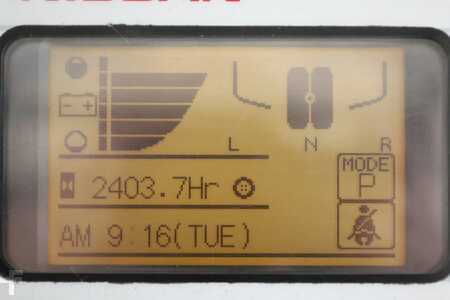 L N R
MODE
P
2403.7Hr
AM 9:16(TUE)